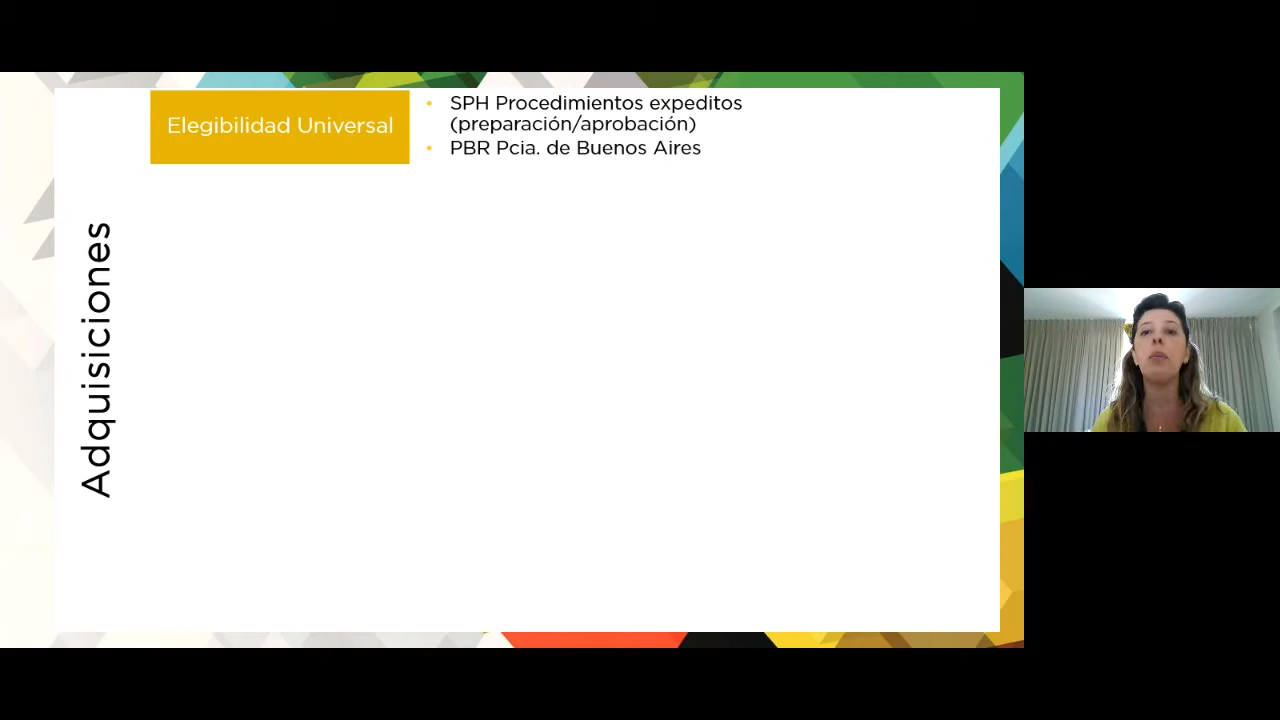 Elegibilidad Universal
• SPH Procedimientos expeditos
(preparación/aprobación)
• PBR Pcia. de Buenos Aires
Adquisiciones